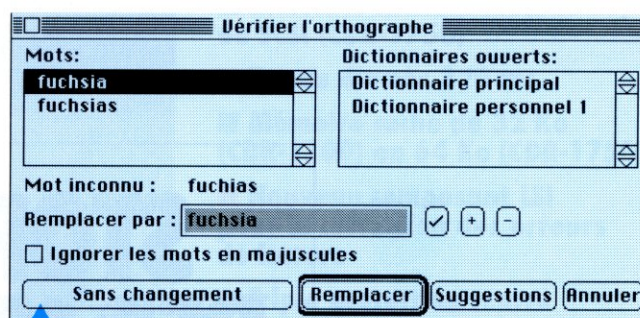 Vérifier l'orthographe
Mots:
fuchsia
fuchsias
Dictionnaires ouverts:
Dictionnaire principal
Dictionnaire personnel 1
Mot inconnu : fuchias
Remplacer par : fuchsia ✓ + -
Ignorer les mots en majuscules
Sans changement Remplacer Suggestions Annuler